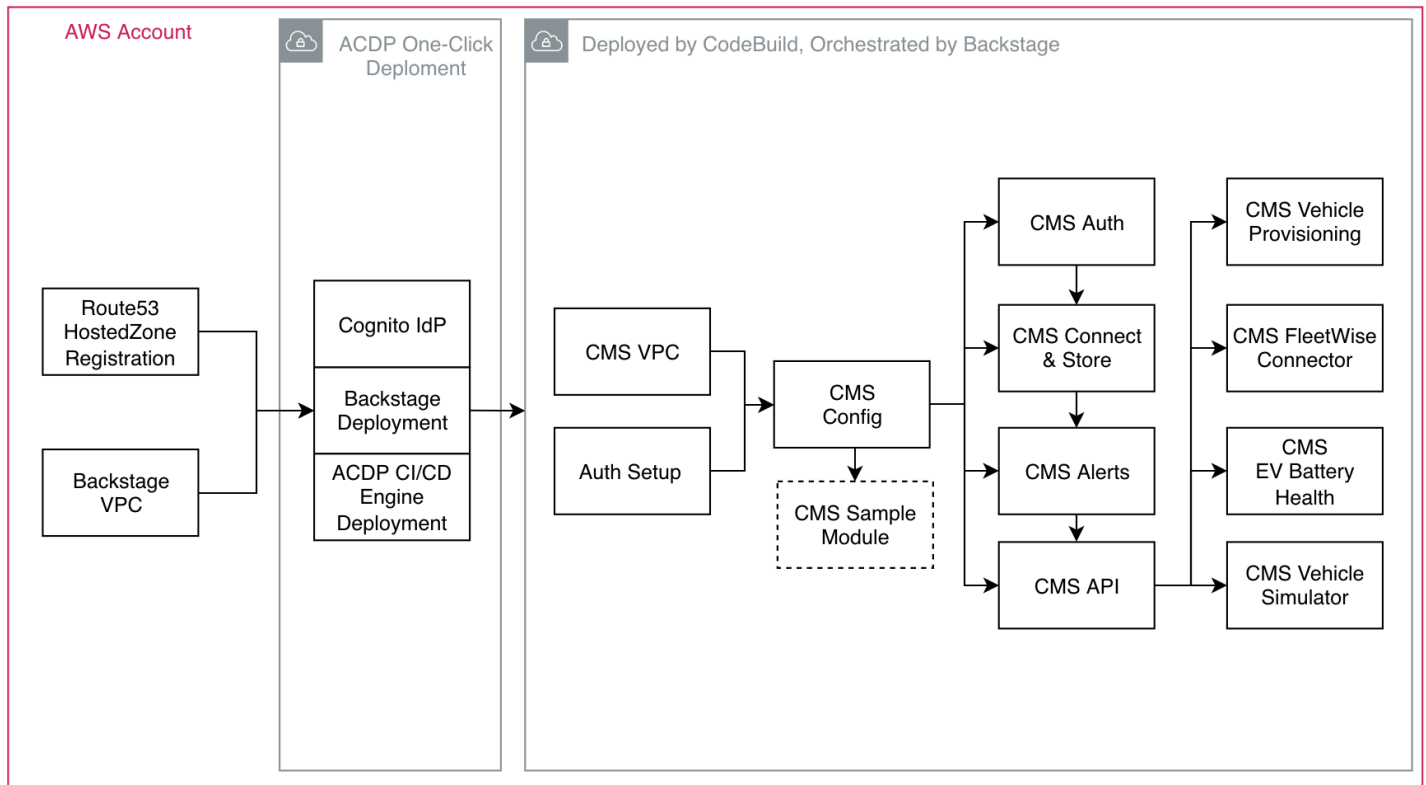 AWS Account
ACDP One-Click
Deploment
Deployed by CodeBuild, Orchestrated by Backstage
Route53
HostedZone
Registration
Backstage
VPC
Cognito IdP
Backstage
Deployment
ACDP CI/CD
Engine
Deployment
CMS VPC
Auth Setup
CMS
Config
CMS Sample
Module
CMS Auth
CMS Connect
& Store
CMS Alerts
CMS API
CMS Vehicle
Provisioning
CMS FleetWise
Connector
CMS
EV Battery
Health
CMS Vehicle
Simulator